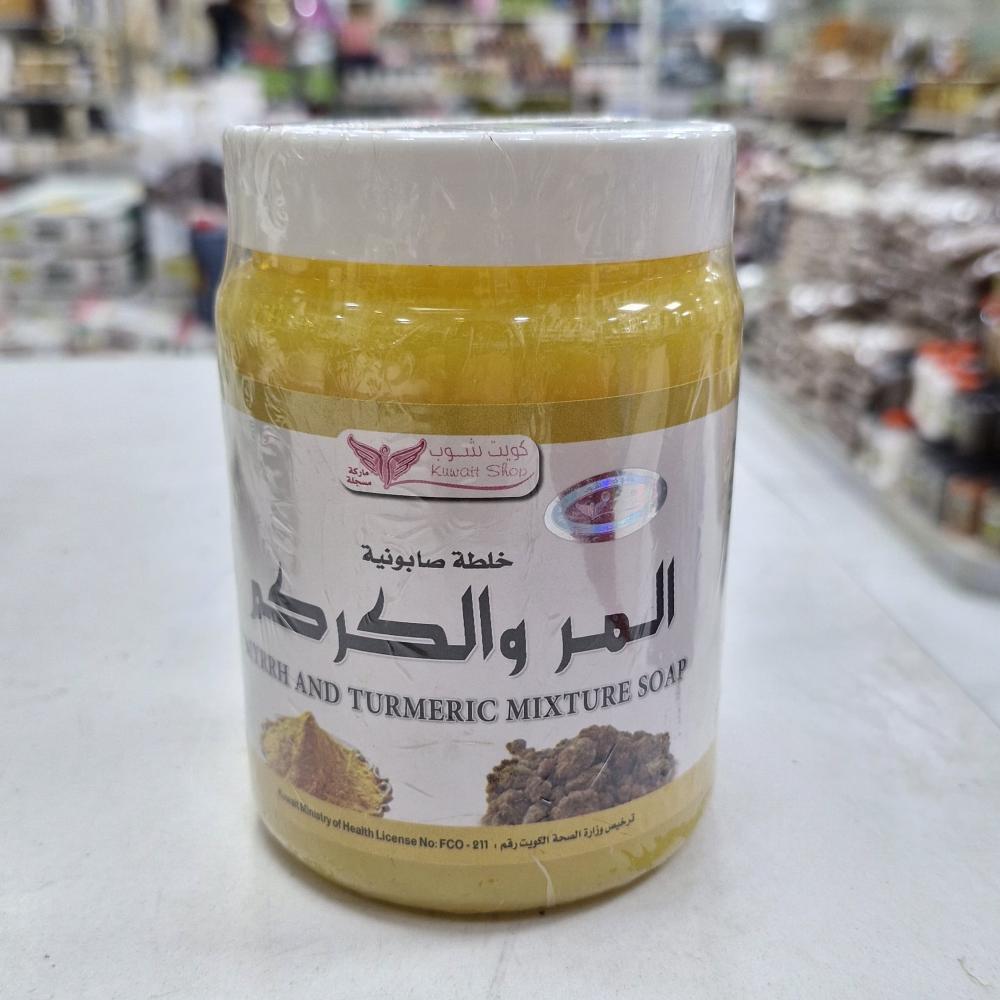 كويت شوب
Kuwait Shop
ماركة
مسجلة
خلطة صابونية
المر والكركم
MYRRH AND TURMERIC MIXTURE SOAP
Kuwait Ministry of Health License No: FCO - 211 ترخيص وزارة الصحة الكويت رقم :